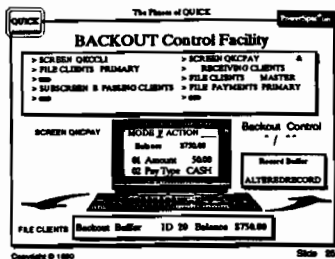 The Phases of QUICK
QUICK
BACKOUT Control Facility
> SCREEN QKCCLI
> FILE CLIENTS PRIMARY
> SUBSCREEN B PASSING CLIENTS
> SCREEN QKCPAY &
> RECEIVING CLIENTS
> FILE CLIENTS MASTER
> FILE PAYMENTS PRIMARY
SCREEN QKCPAY
MODE F ACTION
Balance $750.00
01 Amount 50.00
02 Pay Type CASH
Backout Control
Record Buffer
ALTEREDRECORD
FILE CLIENTS
Backout Buffer ID 20 Balance $750.00
Copyright © 1990
Slide